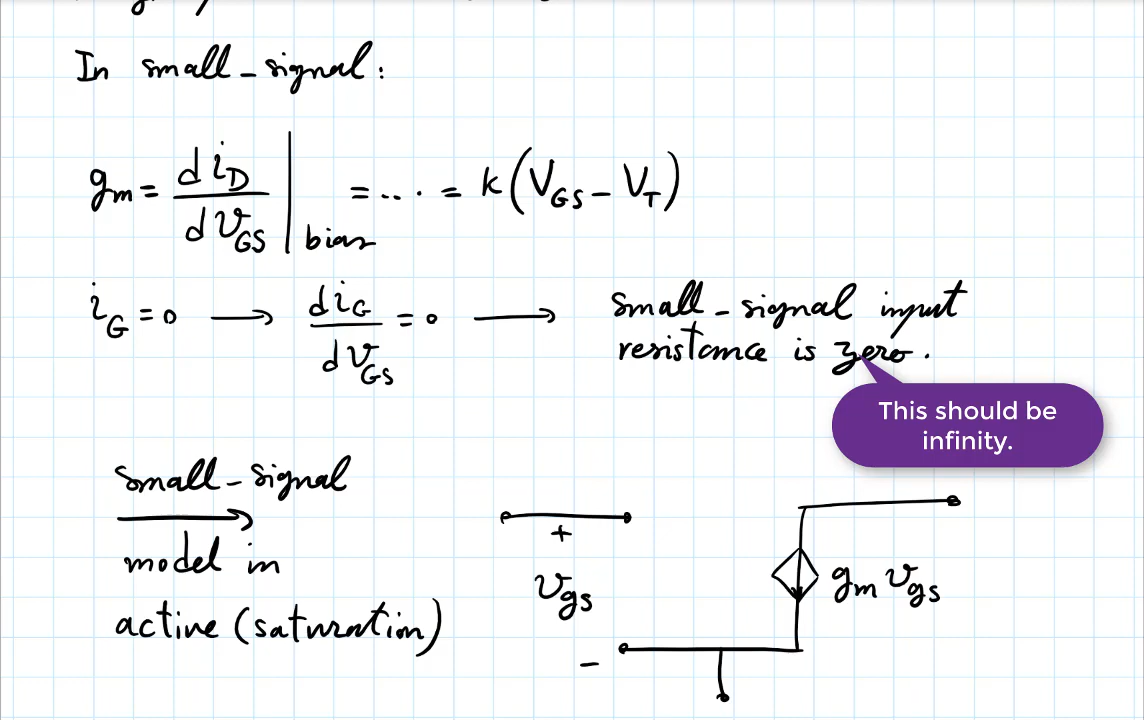 In small-signal:
gm = diD / dvGS | bias = .... = k(VGS - VT)
iG = 0 → diG / dvGS = 0 → small-signal input
resistance is zero.
This should be
infinity.
small-signal
model in
active (saturation)
+
vgs
-
gm vgs